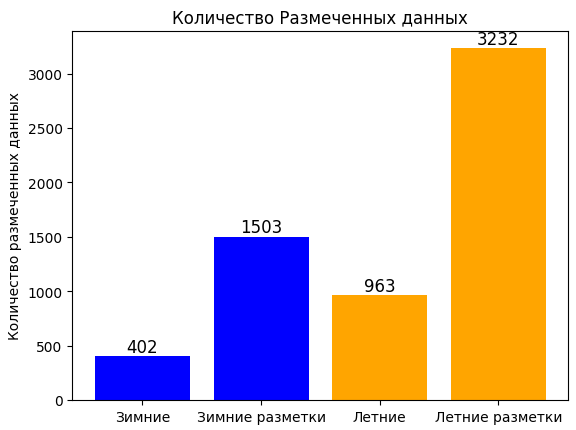 Количество Размеченных данных
Количество размеченных данных
3000
2500
2000
1500
1000
500
0
402
1503
963
3232
Зимние
Зимние разметки
Летние
Летние разметки